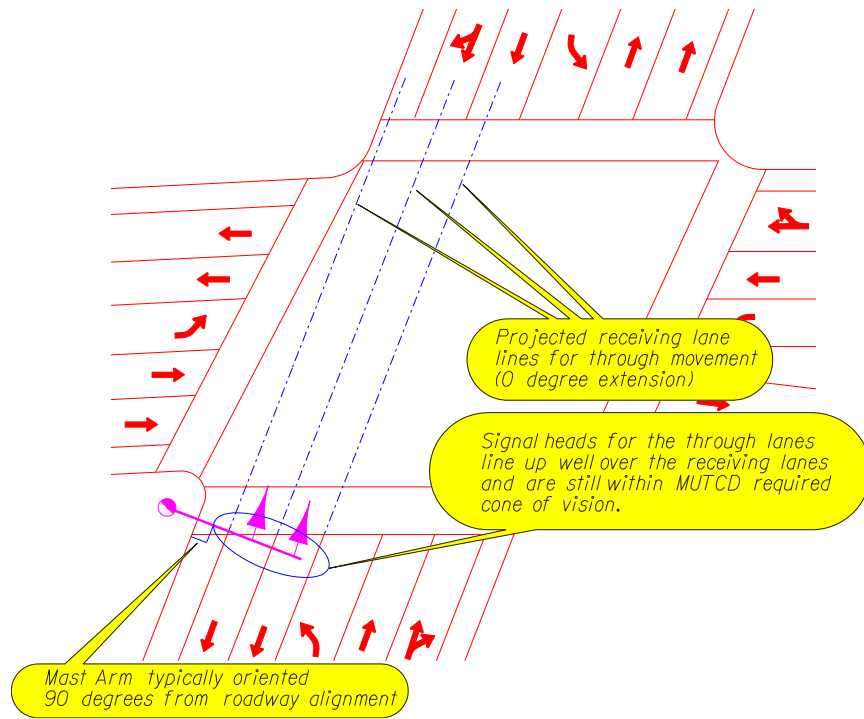 Projected receiving lane
lines for through movement
(0 degree extension)
Signal heads for the through lanes
line up well over the receiving lanes
and are still within MUTCD required
cone of vision.
Mast Arm typically oriented
90 degrees from roadway alignment